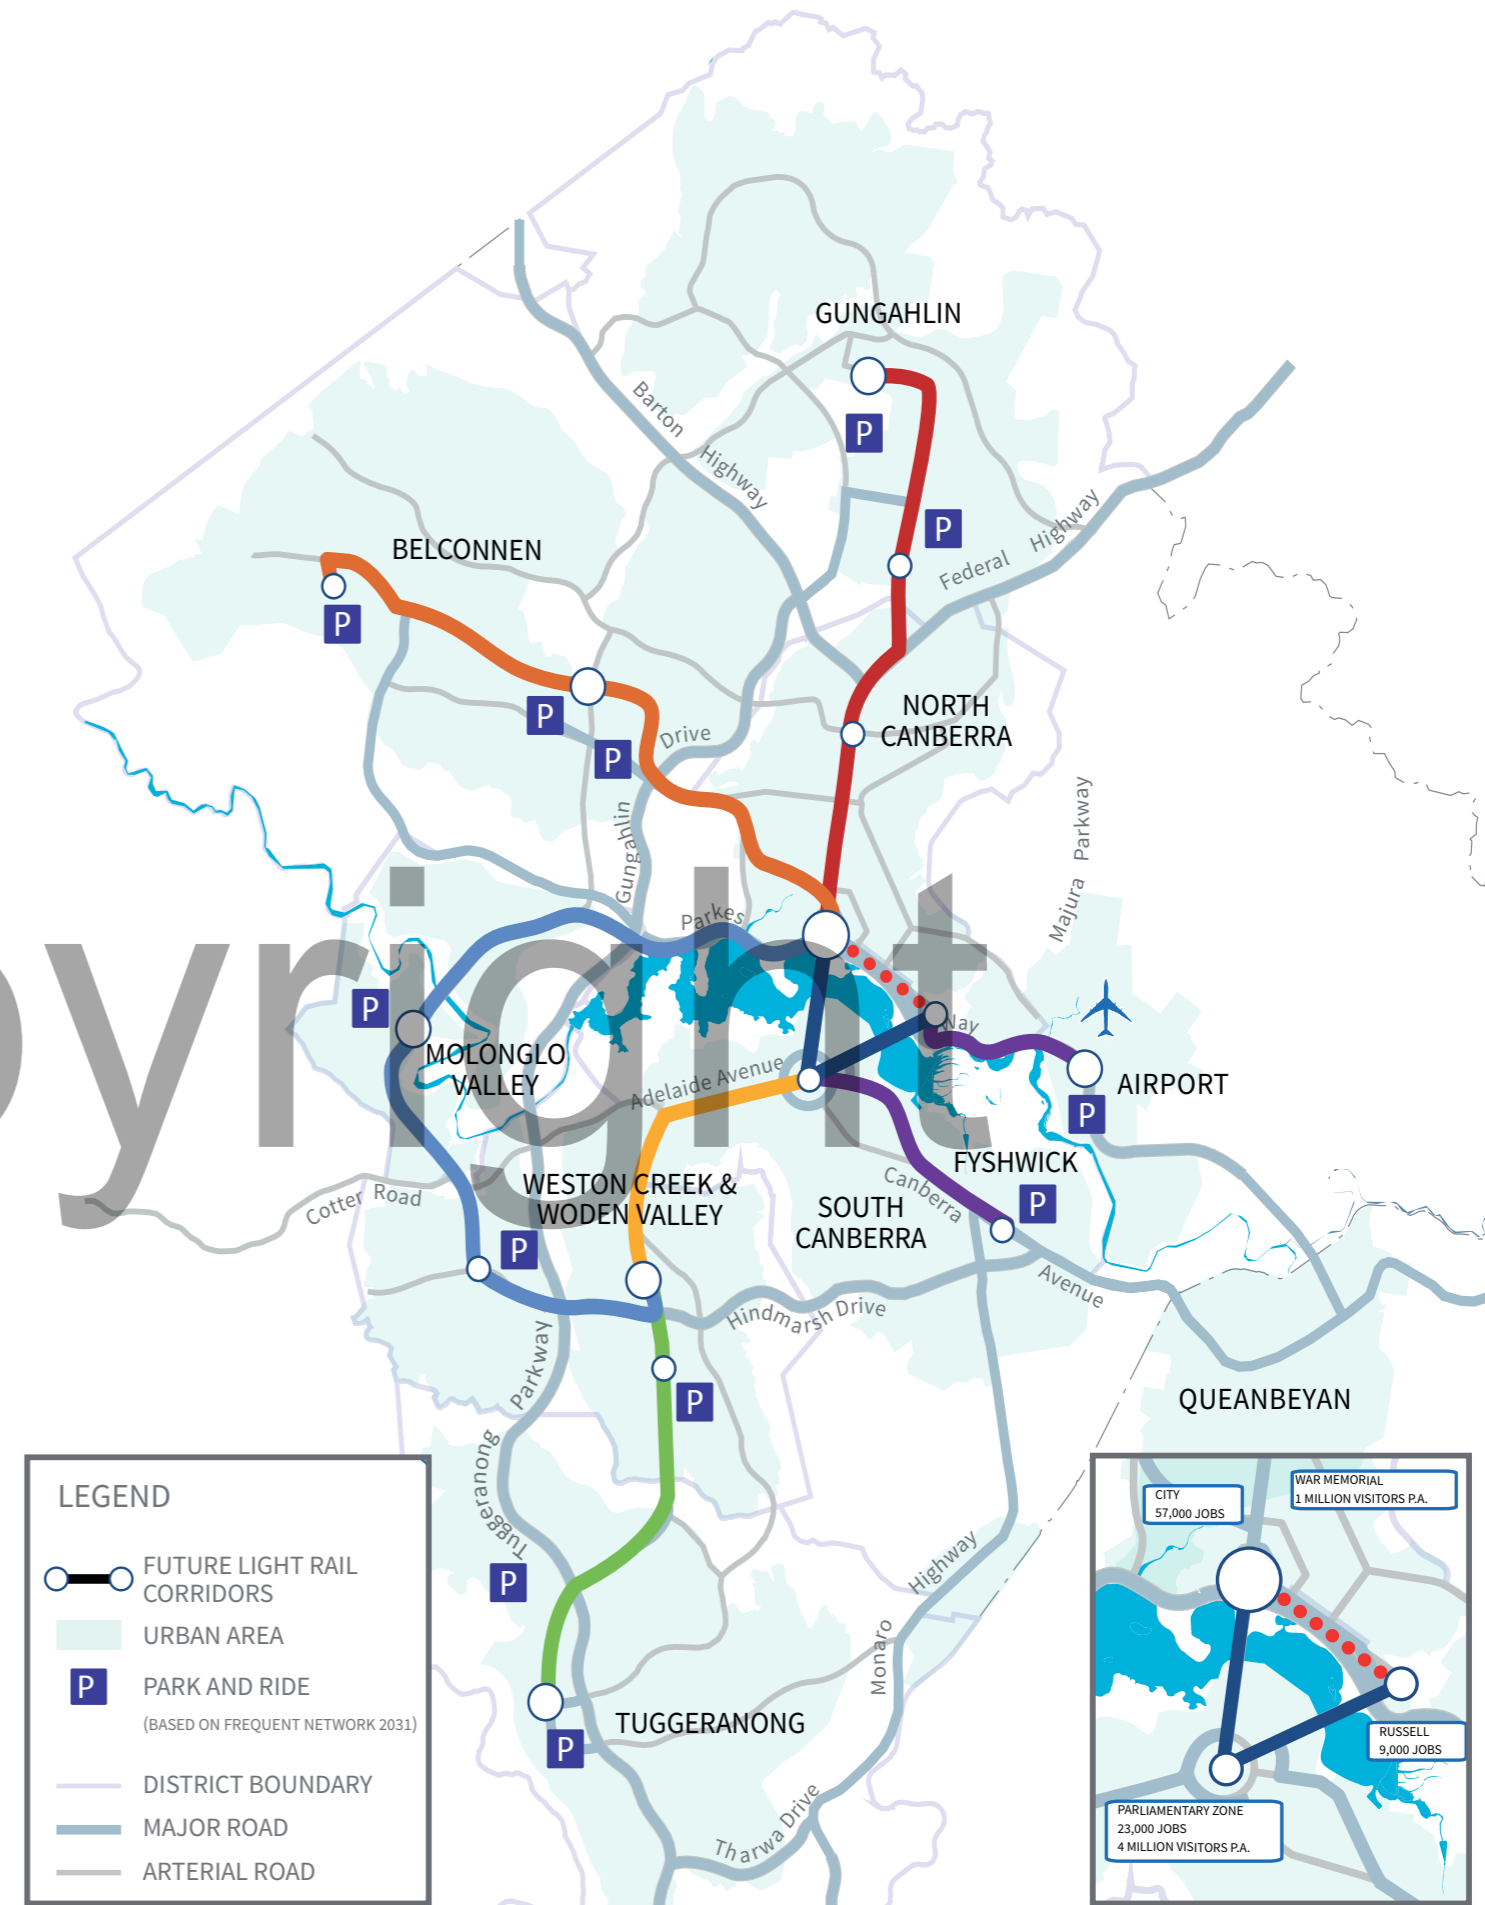 GUNGAHLIN
Barton Highway
P
P
Federal Highway
BELCONNEN
P
NORTH
CANBERRA
P
P
Gungahlin Drive
Majura Parkway
Parkes Way
pyright
P
MOLONGLO
VALLEY
Adelaide Avenue
AIRPORT
P
FYSHWICK
P
Cotter Road
WESTON CREEK &
WODEN VALLEY
SOUTH
CANBERRA
Canberra Avenue
P
Hindmarsh Drive
P
QUEANBEYAN
Tuggeranong Parkway
P
Monaro Highway
TUGGERANONG
P
Tharwa Drive
LEGEND
FUTURE LIGHT RAIL
CORRIDORS
URBAN AREA
P PARK AND RIDE
(BASED ON FREQUENT NETWORK 2031)
DISTRICT BOUNDARY
MAJOR ROAD
ARTERIAL ROAD
CITY
57,000 JOBS
WAR MEMORIAL
1 MILLION VISITORS P.A.
RUSSELL
9,000 JOBS
PARLIAMENTARY ZONE
23,000 JOBS
4 MILLION VISITORS P.A.